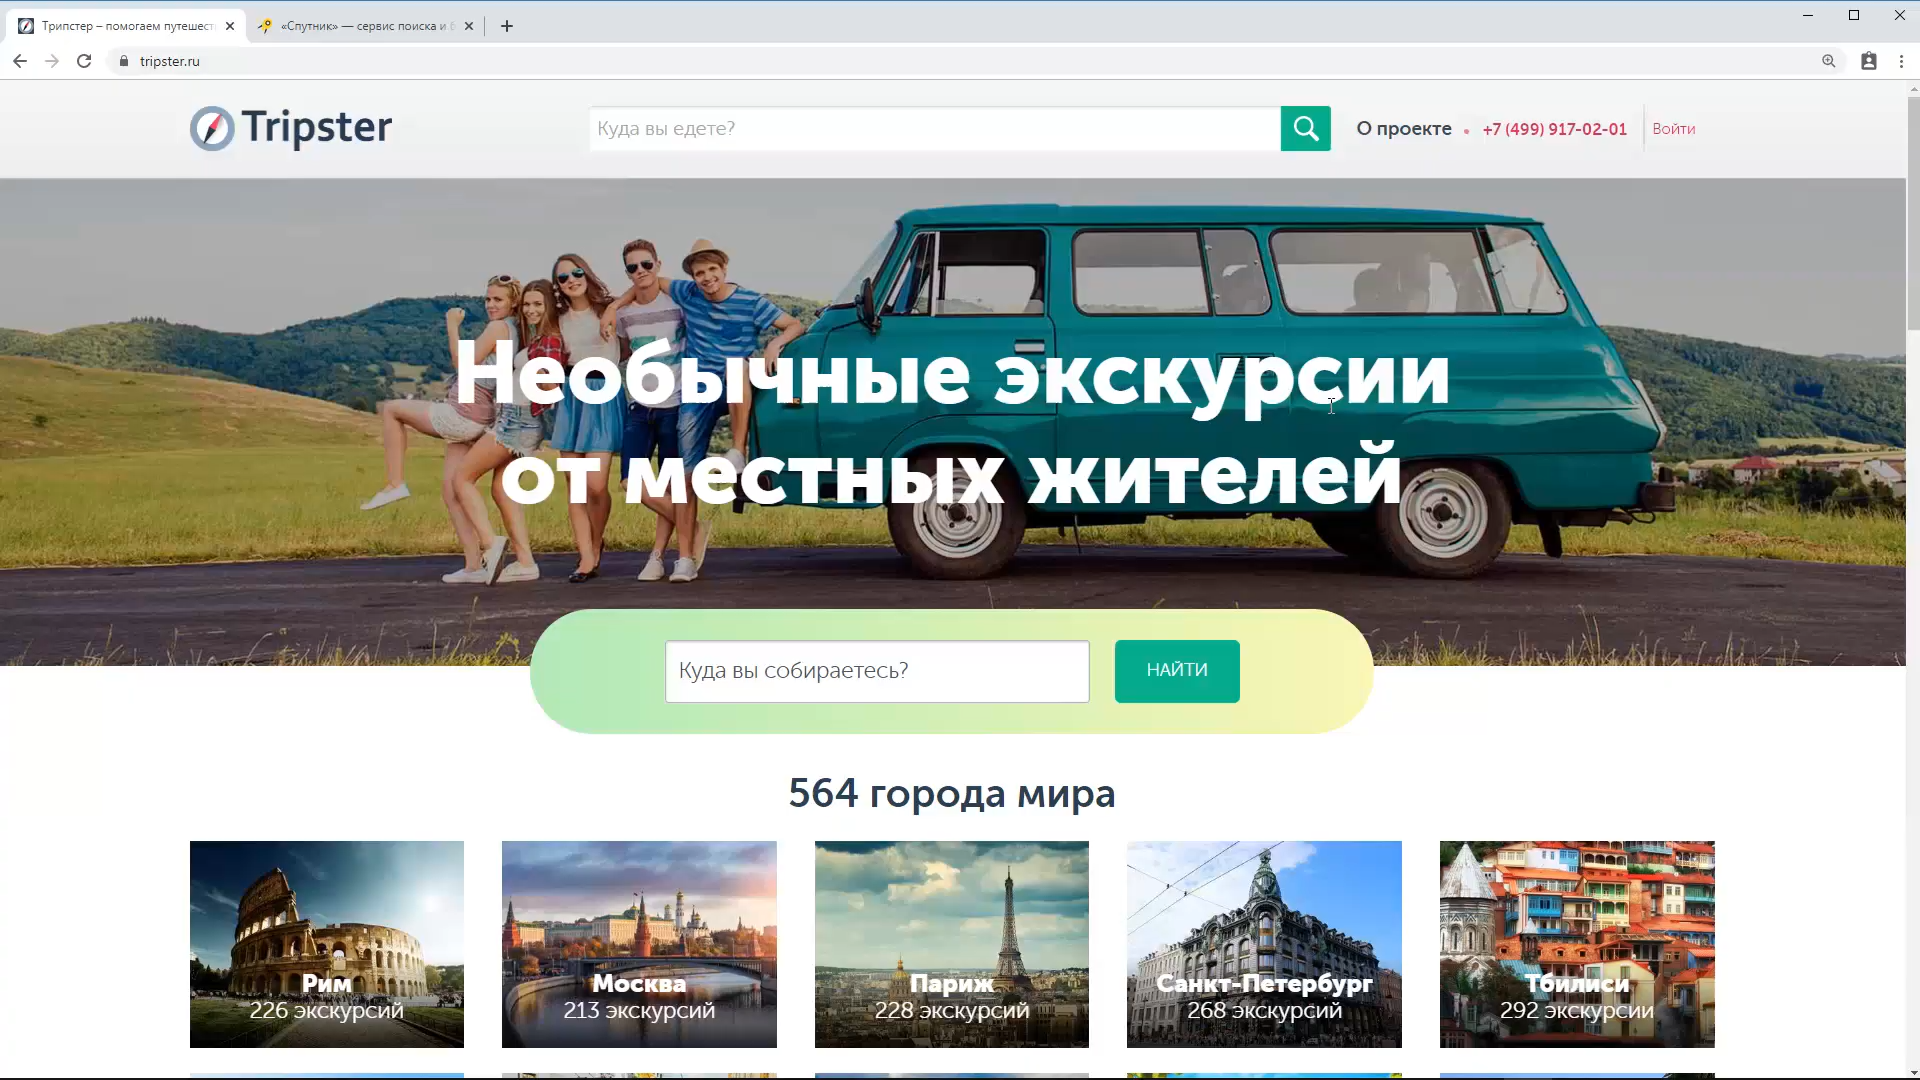 Трипстер – помогаем путешест
«Спутник» — сервис поиска и б
tripster.ru
Tripster
Куда вы едете?
О проекте • +7 (499) 917-02-01
Войти
Необычные экскурсии
от местных жителей
Куда вы собираетесь?
НАЙТИ
564 города мира
Рим
226 экскурсий
Москва
213 экскурсий
Париж
228 экскурсий
Санкт-Петербург
268 экскурсий
Тбилиси
292 экскурсии